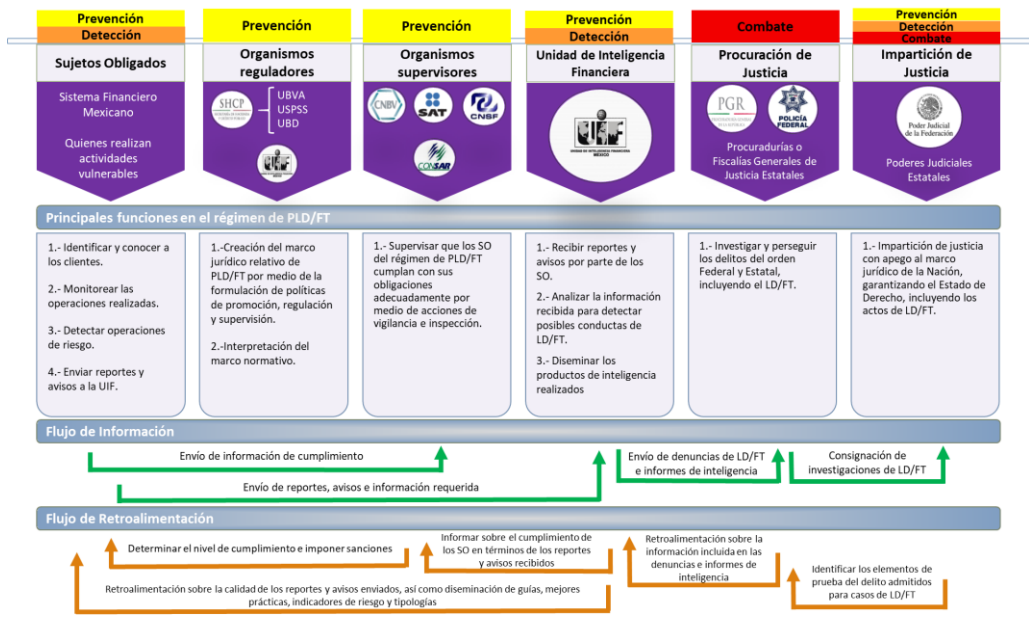 Prevención
Detección
Sujetos Obligados
Sistema Financiero
Mexicano
Quienes realizan
actividades
vulnerables
Prevención
Organismos
reguladores
SHCP
UBVA
USPSS
UBD
UIF
Prevención
Organismos
supervisores
CNBV
SAT
CNSF
CONSAR
Prevención
Detección
Unidad de Inteligencia
Financiera
UIF
UNIDAD DE INTELIGENCIA FINANCIERA
MÉXICO
Combate
Procuración de
Justicia
PGR
POLICÍA
FEDERAL
Procuradurías o
Fiscalías Generales de
Justicia Estatales
Prevención
Detección
Combate
Impartición de
Justicia
Poder Judicial
de la Federación
Poderes Judiciales
Estatales
Principales funciones en el régimen de PLD/FT
1.- Identificar y conocer a
los clientes.
2.- Monitorear las
operaciones realizadas.
3.- Detectar operaciones
de riesgo.
4.- Enviar reportes y
avisos a la UIF.
1.-Creación del marco
jurídico relativo de
PLD/FT por medio de la
formulación de políticas
de promoción, regulación
y supervisión.
2.-Interpretación del
marco normativo.
1.- Supervisar que los SO
del régimen de PLD/FT
cumplan con sus
obligaciones
adecuadamente por
medio de acciones de
vigilancia e inspección.
1.- Recibir reportes y
avisos por parte de los
SO.
2.- Analizar la información
recibida para detectar
posibles conductas de
LD/FT.
3.- Diseminar los
productos de inteligencia
realizados
1.- Investigar y perseguir
los delitos del orden
Federal y Estatal,
incluyendo el LD/FT.
1.- Impartición de justicia
con apego al marco
jurídico de la Nación,
garantizando el Estado de
Derecho, incluyendo los
actos de LD/FT.
Flujo de Información
Envío de información de cumplimiento
Envío de reportes, avisos e información requerida
Envío de denuncias de LD/FT
e informes de inteligencia
Consignación de
investigaciones de LD/FT
Flujo de Retroalimentación
Determinar el nivel de cumplimiento e imponer sanciones
Informar sobre el cumplimiento de
los SO en términos de los reportes
y avisos recibidos
Retroalimentación sobre la
información incluida en las
denuncias e informes de
inteligencia
Identificar los elementos de
prueba del delito admitidos
para casos de LD/FT
Retroalimentación sobre la calidad de los reportes y avisos enviados, así como diseminación de guías, mejores
prácticas, indicadores de riesgo y tipologías